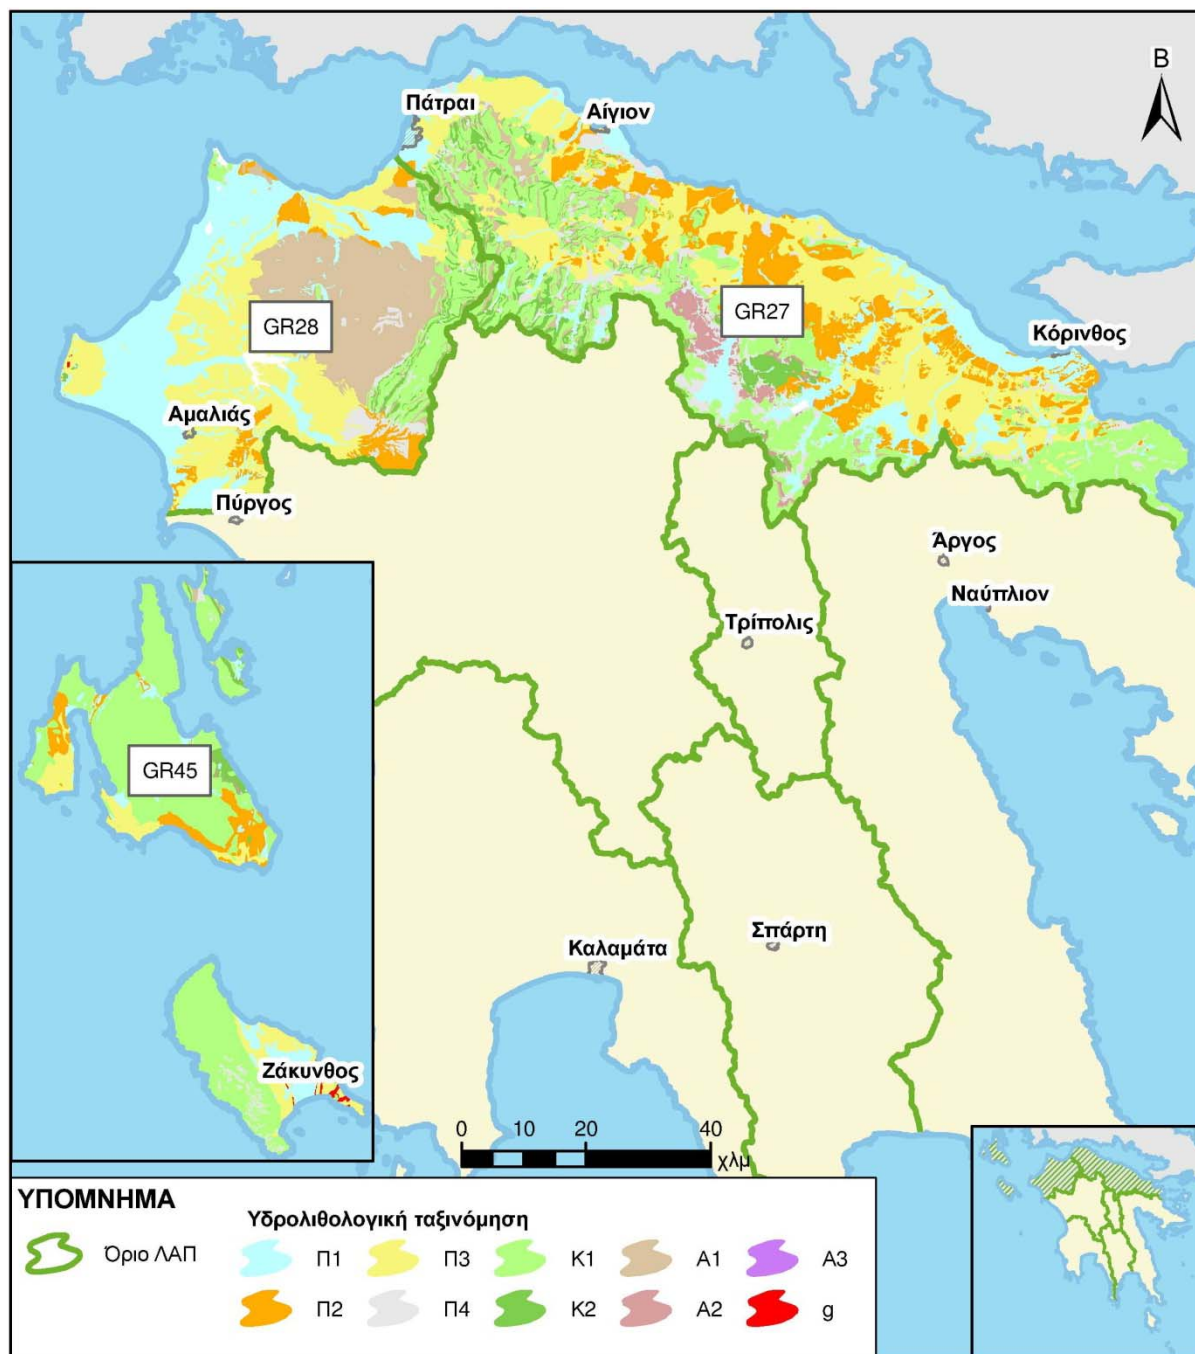 Β
Πάτραι
Αίγιον
GR28
GR27
Κόρινθος
Αμαλιάς
Πύργος
Άργος
Ναύπλιον
Τρίπολις
GR45
Σπάρτη
Καλαμάτα
Ζάκυνθος
0 10 20 40
χλμ
ΥΠΟΜΝΗΜΑ
Υδρολιθολογική ταξινόμηση
Όριο ΛΑΠ
Π1 Π3 Κ1 Α1 Α3
Π2 Π4 Κ2 Α2 g